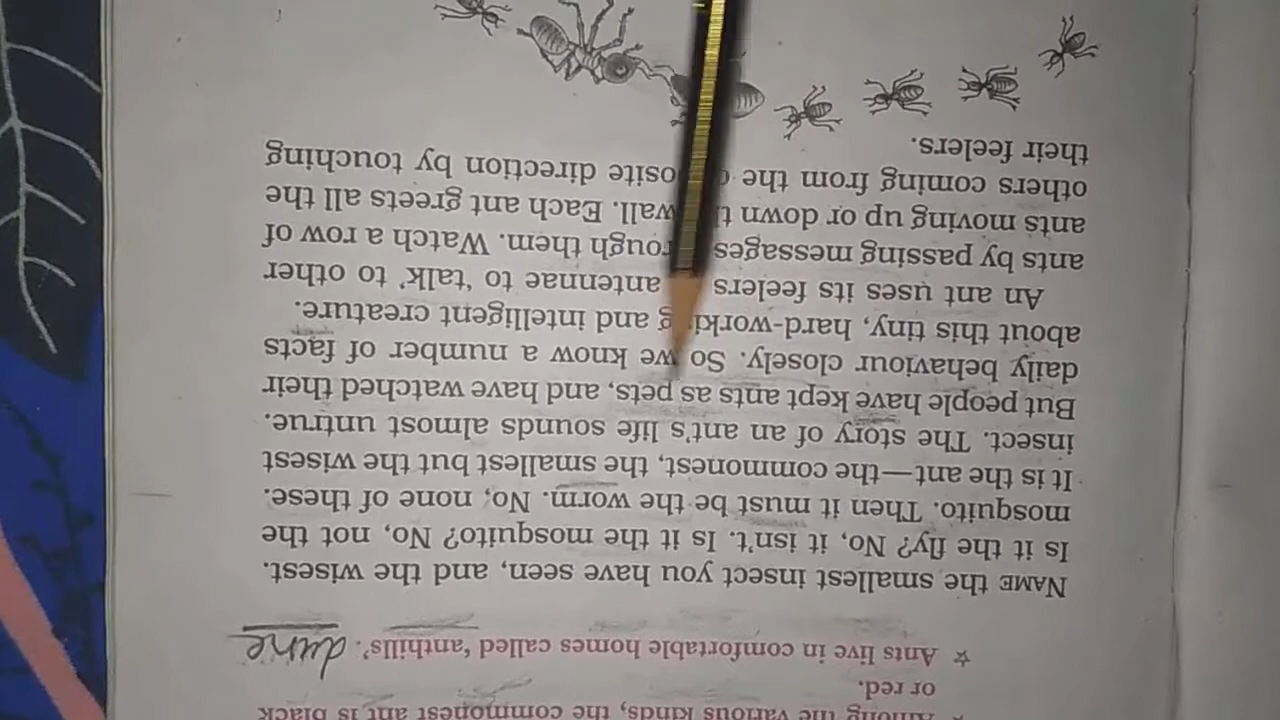 Among the various kinds, the commonest ant is black
or red.
☆ Ants live in comfortable homes called ‘anthills’. dune
NAME the smallest insect you have seen, and the wisest.
Is it the fly? No, it isn't. Is it the mosquito? No, not the
mosquito. Then it must be the worm. No, none of these.
It is the ant—the commonest, the smallest but the wisest
insect. The story of an ant's life sounds almost untrue.
But people have kept ants as pets, and have watched their
daily behaviour closely. So we know a number of facts
about this tiny, hard-working and intelligent creature.
An ant uses its feelers antennae to ‘talk’ to other
ants by passing messages through them. Watch a row of
ants moving up or down the wall. Each ant greets all the
others coming from the opposite direction by touching
their feelers.